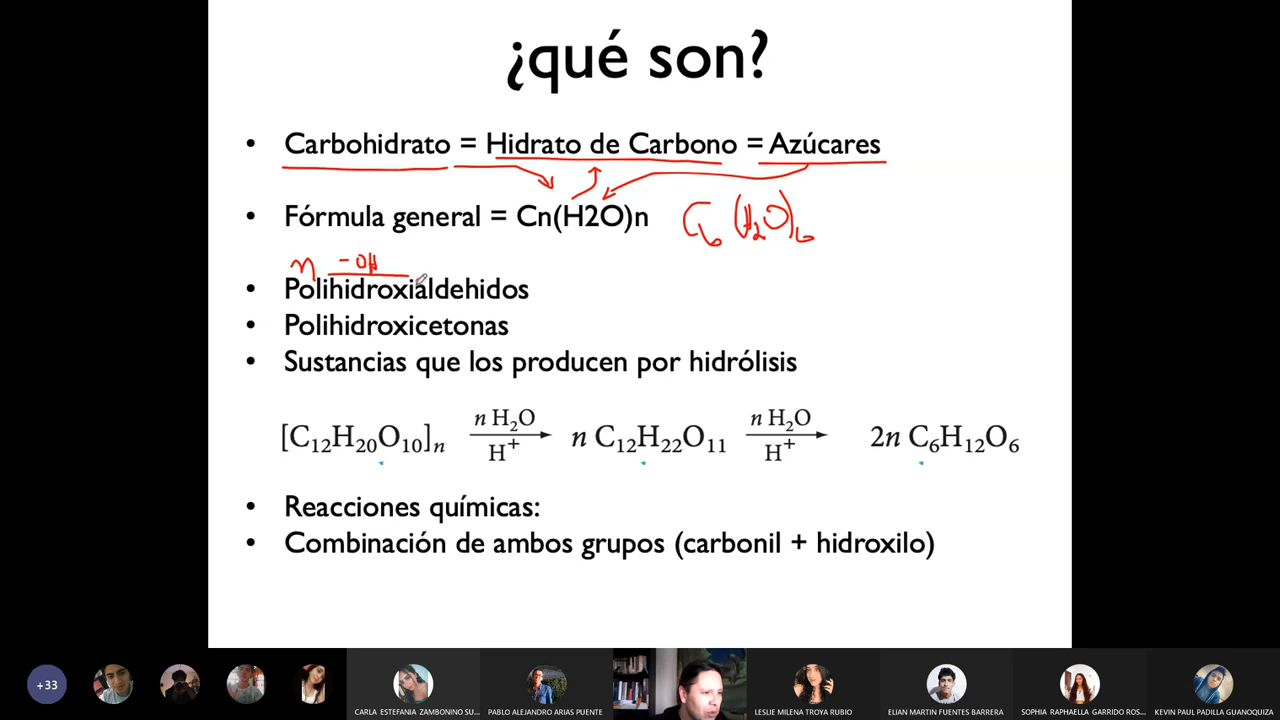 ¿qué son?
• Carbohidrato = Hidrato de Carbono = Azúcares
• Fórmula general = Cn(H2O)n C6 (H2O)6
n -OH
• Polihidroxialdehidos
• Polihidroxicetonas
• Sustancias que los producen por hidrólisis
[C12H20O10]n n H2O H+ n C12H22O11 n H2O H+ 2n C6H12O6
• Reacciones químicas:
• Combinación de ambos grupos (carbonil + hidroxilo)
+33
CARLA ESTEFANIA ZAMBONINO SU...
PABLO ALEJANDRO ARIAS PUENTE
LESLIE MILENA TROYA RUBIO
ELIAN MARTIN FUENTES BARRERA
SOPHIA RAPHAELLA GARRIDO ROS...
KEVIN PAUL PADILLA GUANOQUIZA